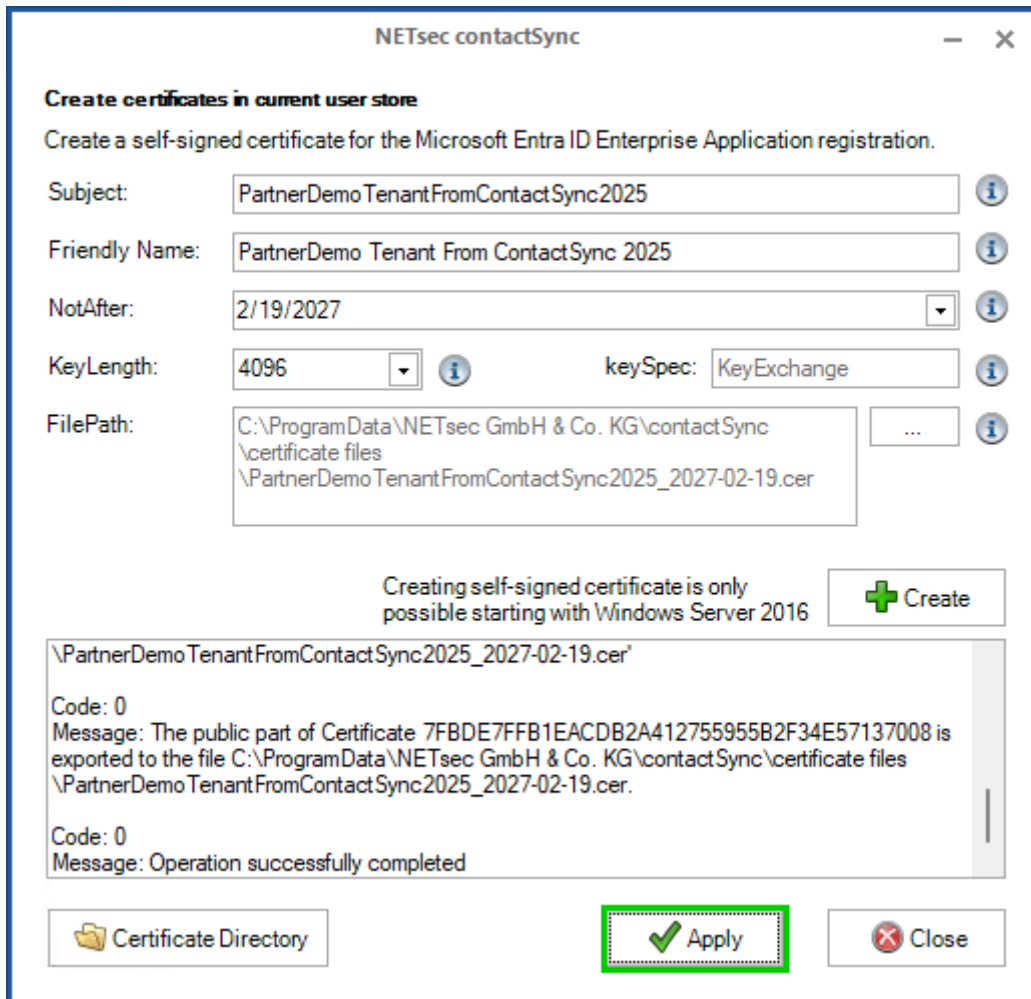 NETsec contactSync
Create certificates in current user store
Create a self-signed certificate for the Microsoft Entra ID Enterprise Application registration.
Subject: PartnerDemoTenantFromContactSync2025
Friendly Name: PartnerDemo Tenant From ContactSync 2025
NotAfter: 2/19/2027
KeyLength: 4096 keySpec: KeyExchange
FilePath: C:\ProgramData\NETsec GmbH & Co. KG\contactSync ...
\certificate files
\PartnerDemoTenantFromContactSync2025_2027-02-19.cer
Creating self-signed certificate is only
possible starting with Windows Server 2016
Create
\PartnerDemoTenantFromContactSync2025_2027-02-19.cer'
Code: 0
Message: The public part of Certificate 7FBDE7FFB1EACDB2A412755955B2F34E57137008 is
exported to the file C:\ProgramData\NETsec GmbH & Co. KG\contactSync\certificate files
\PartnerDemoTenantFromContactSync2025_2027-02-19.cer.
Code: 0
Message: Operation successfully completed
Certificate Directory Apply Close